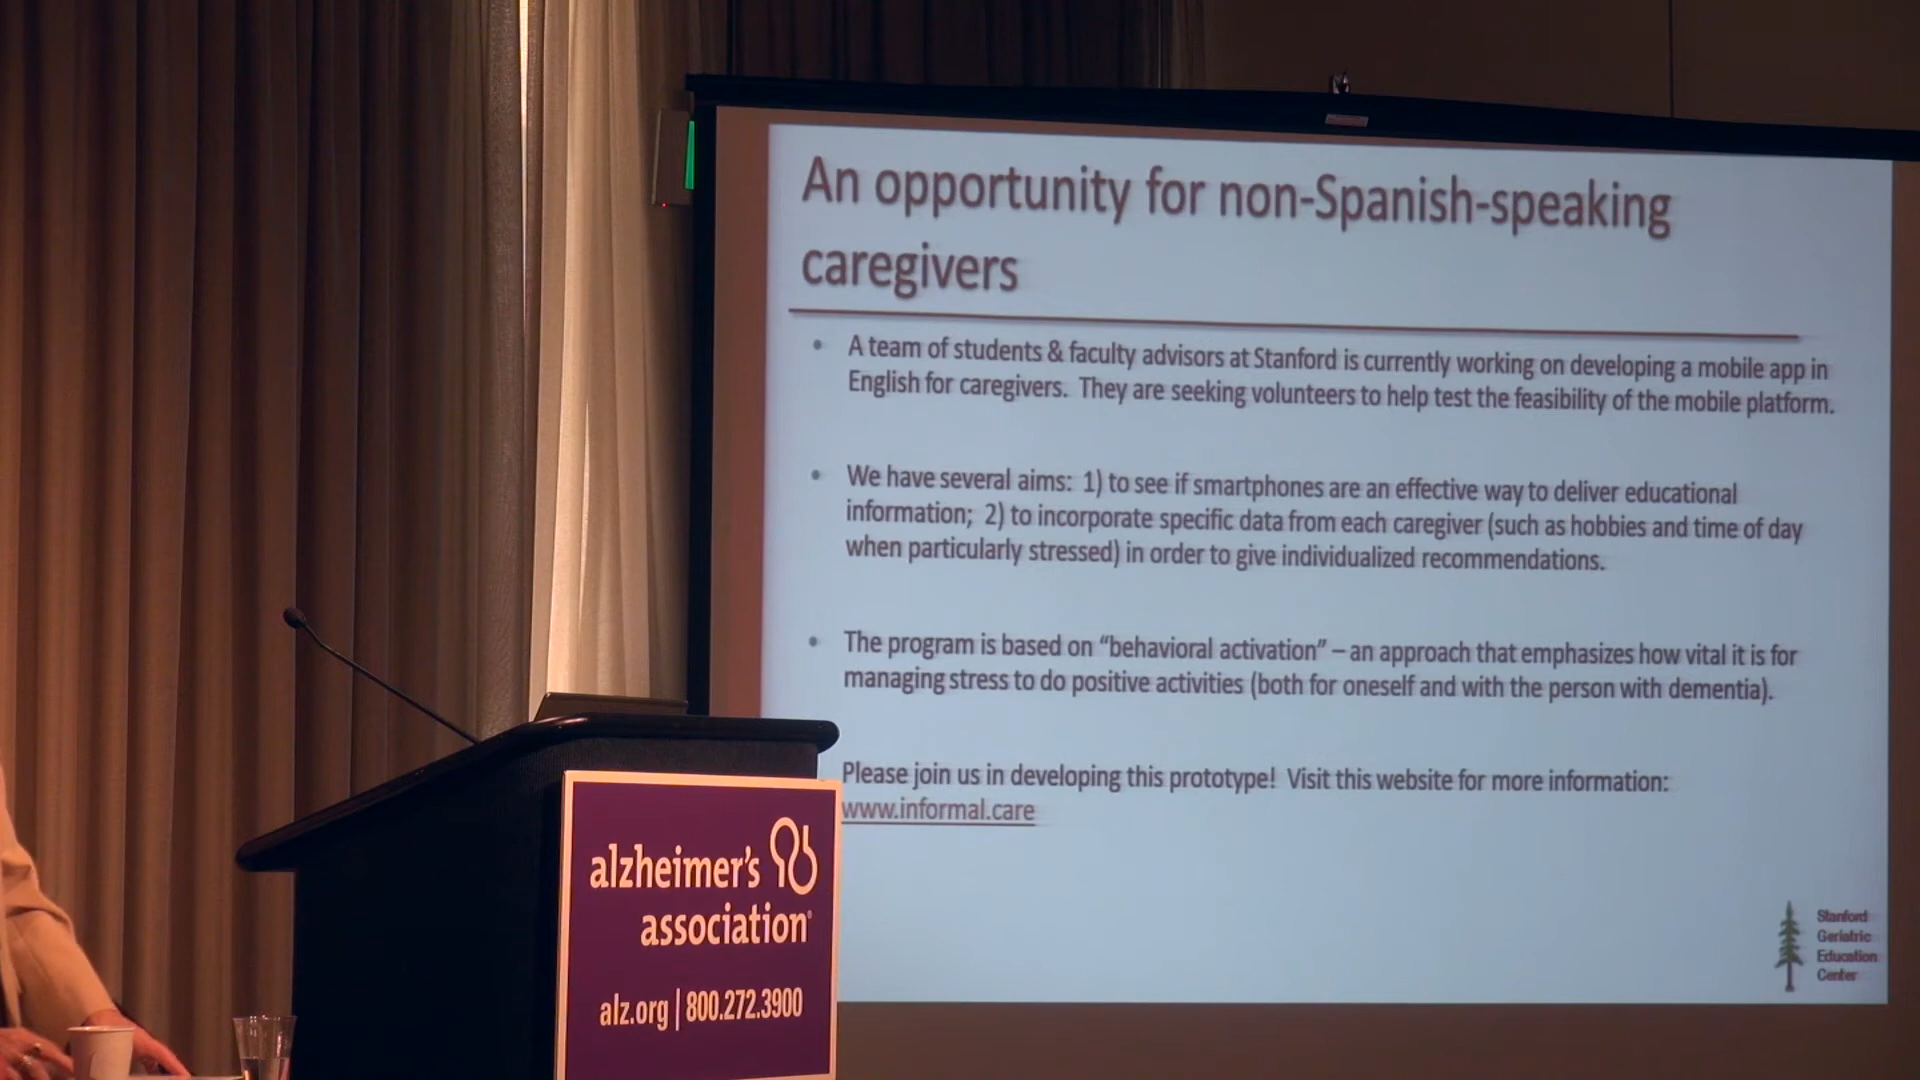 An opportunity for non-Spanish-speaking
caregivers
• A team of students & faculty advisors at Stanford is currently working on developing a mobile app in
English for caregivers. They are seeking volunteers to help test the feasibility of the mobile platform.
• We have several aims: 1) to see if smartphones are an effective way to deliver educational
information; 2) to incorporate specific data from each caregiver (such as hobbies and time of day
when particularly stressed) in order to give individualized recommendations.
• The program is based on “behavioral activation” – an approach that emphasizes how vital it is for
managing stress to do positive activities (both for oneself and with the person with dementia).
Please join us in developing this prototype! Visit this website for more information:
www.informal.care
Stanford
Geriatric
Education
Center
alzheimer's
association®
alz.org | 800.272.3900